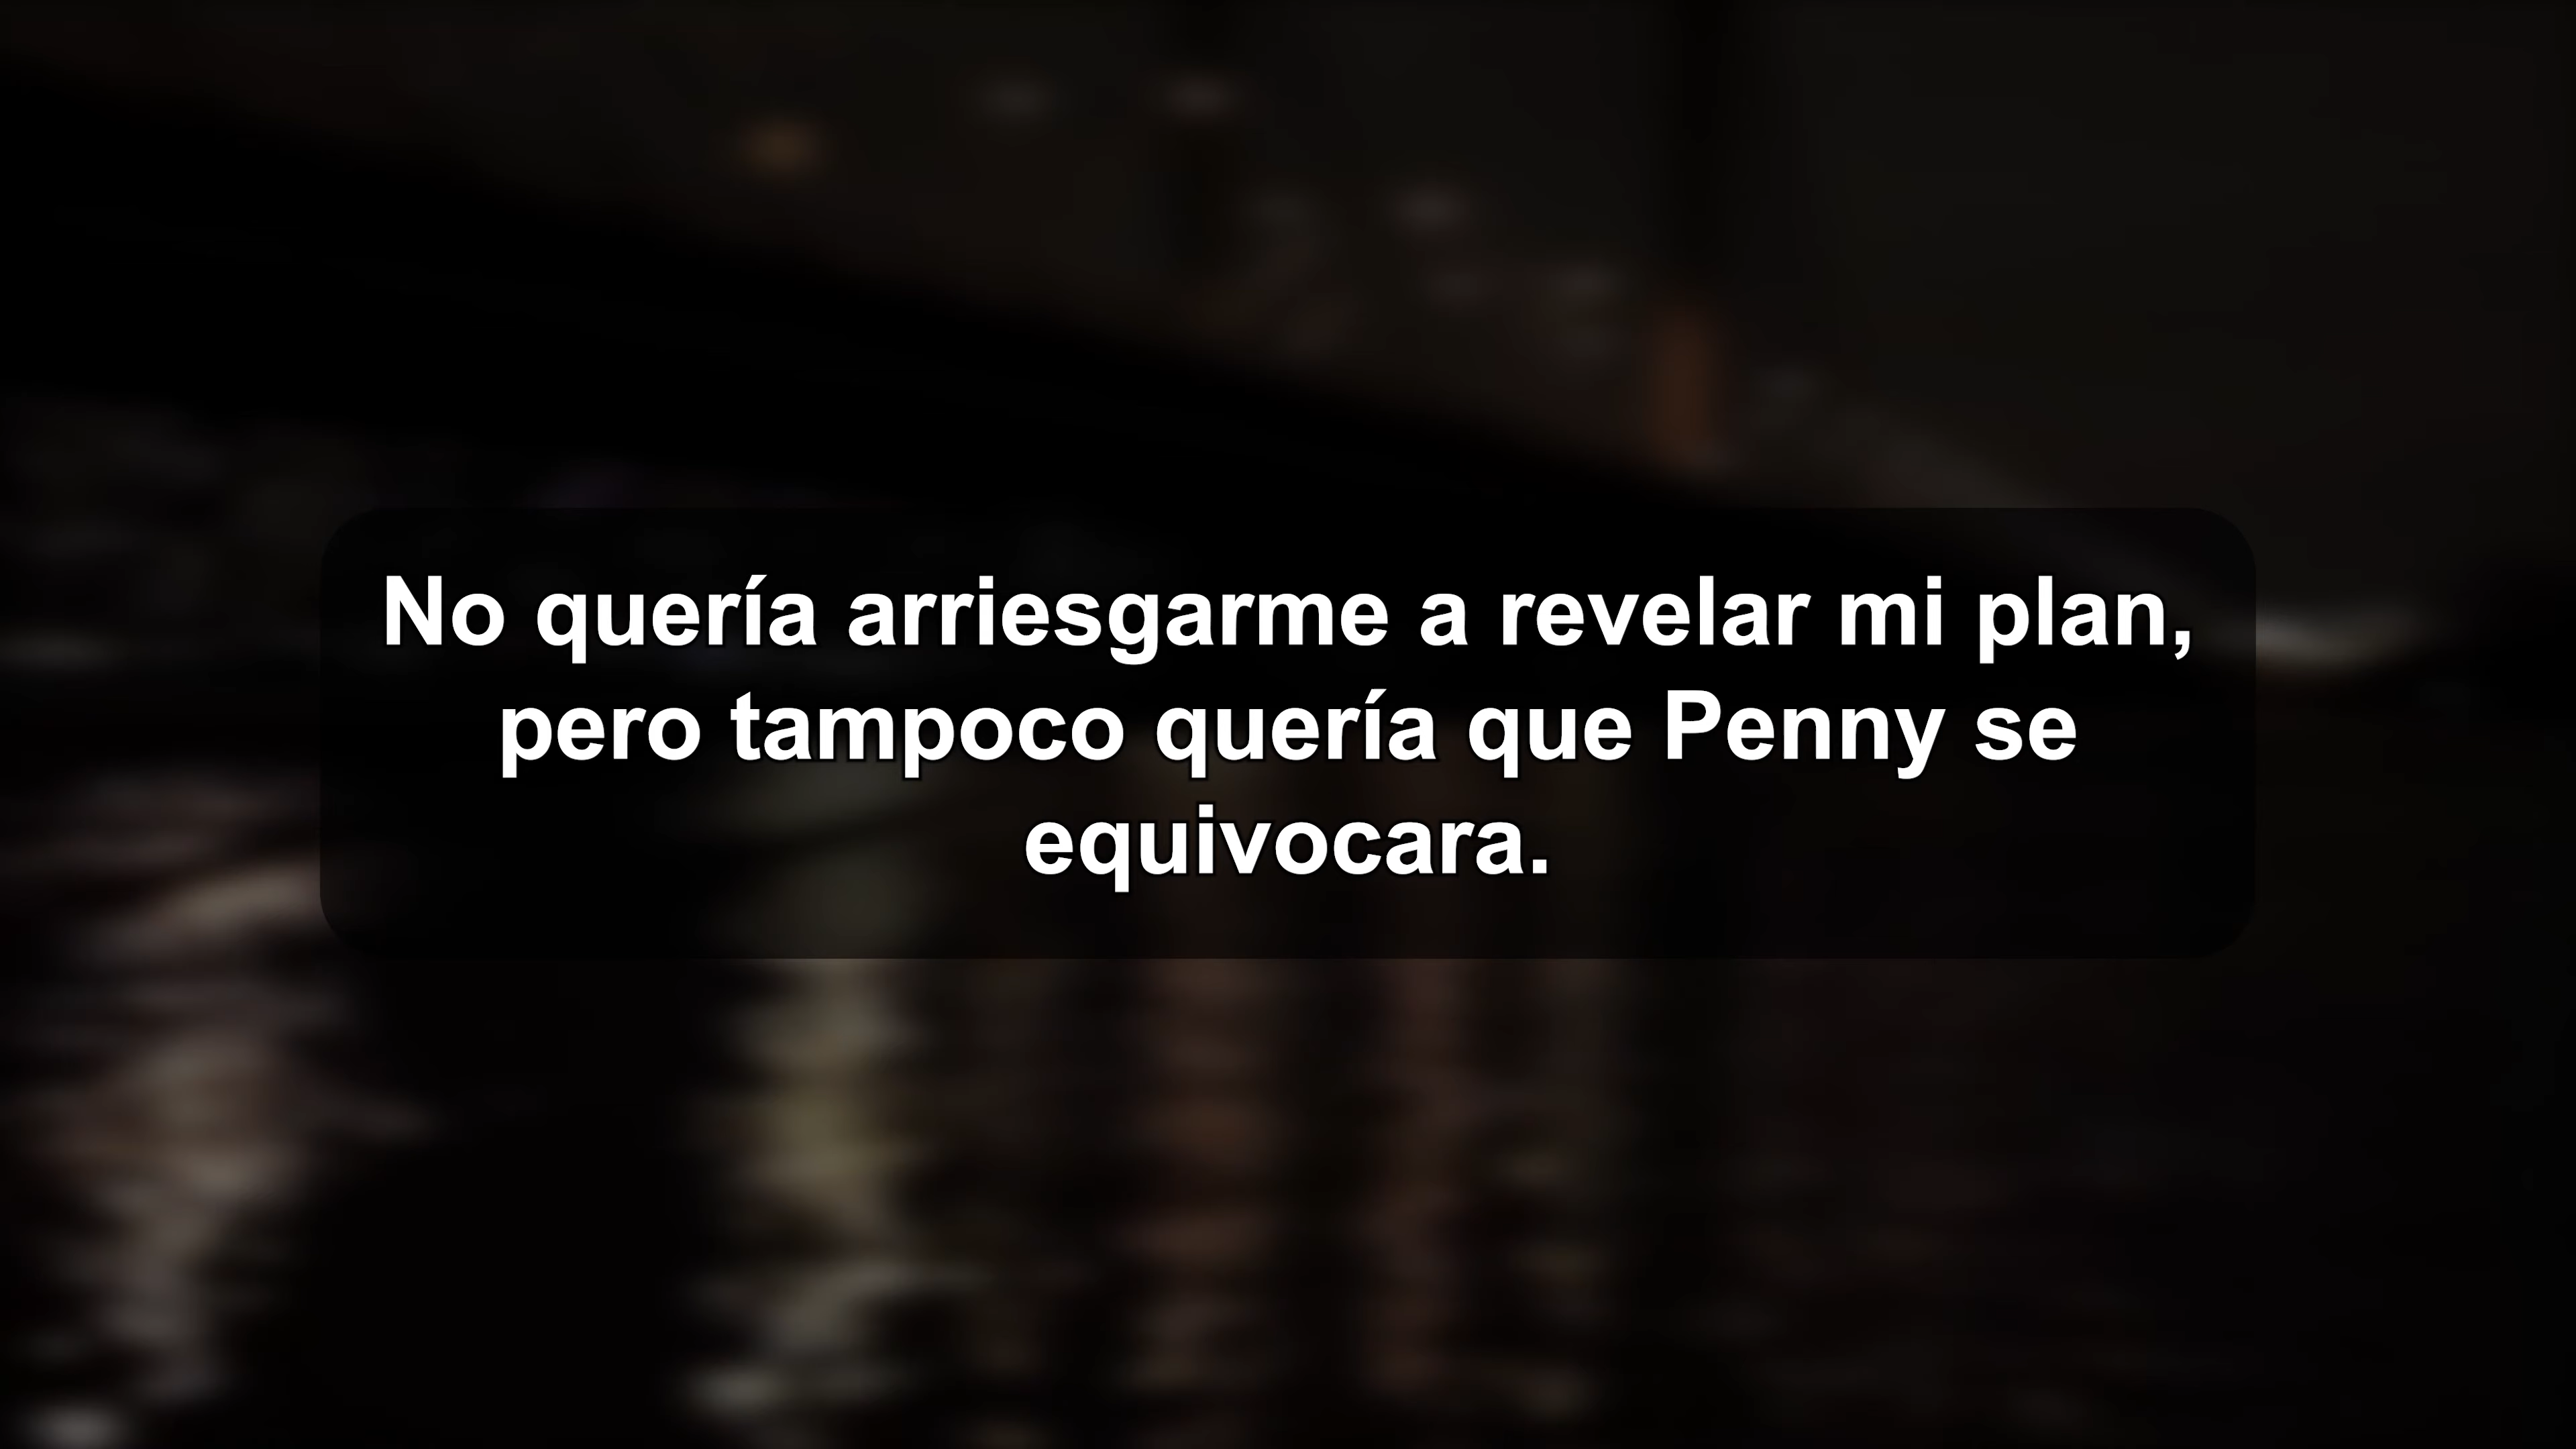 No quería arriesgarme a revelar mi plan,
pero tampoco quería que Penny se
equivocara.